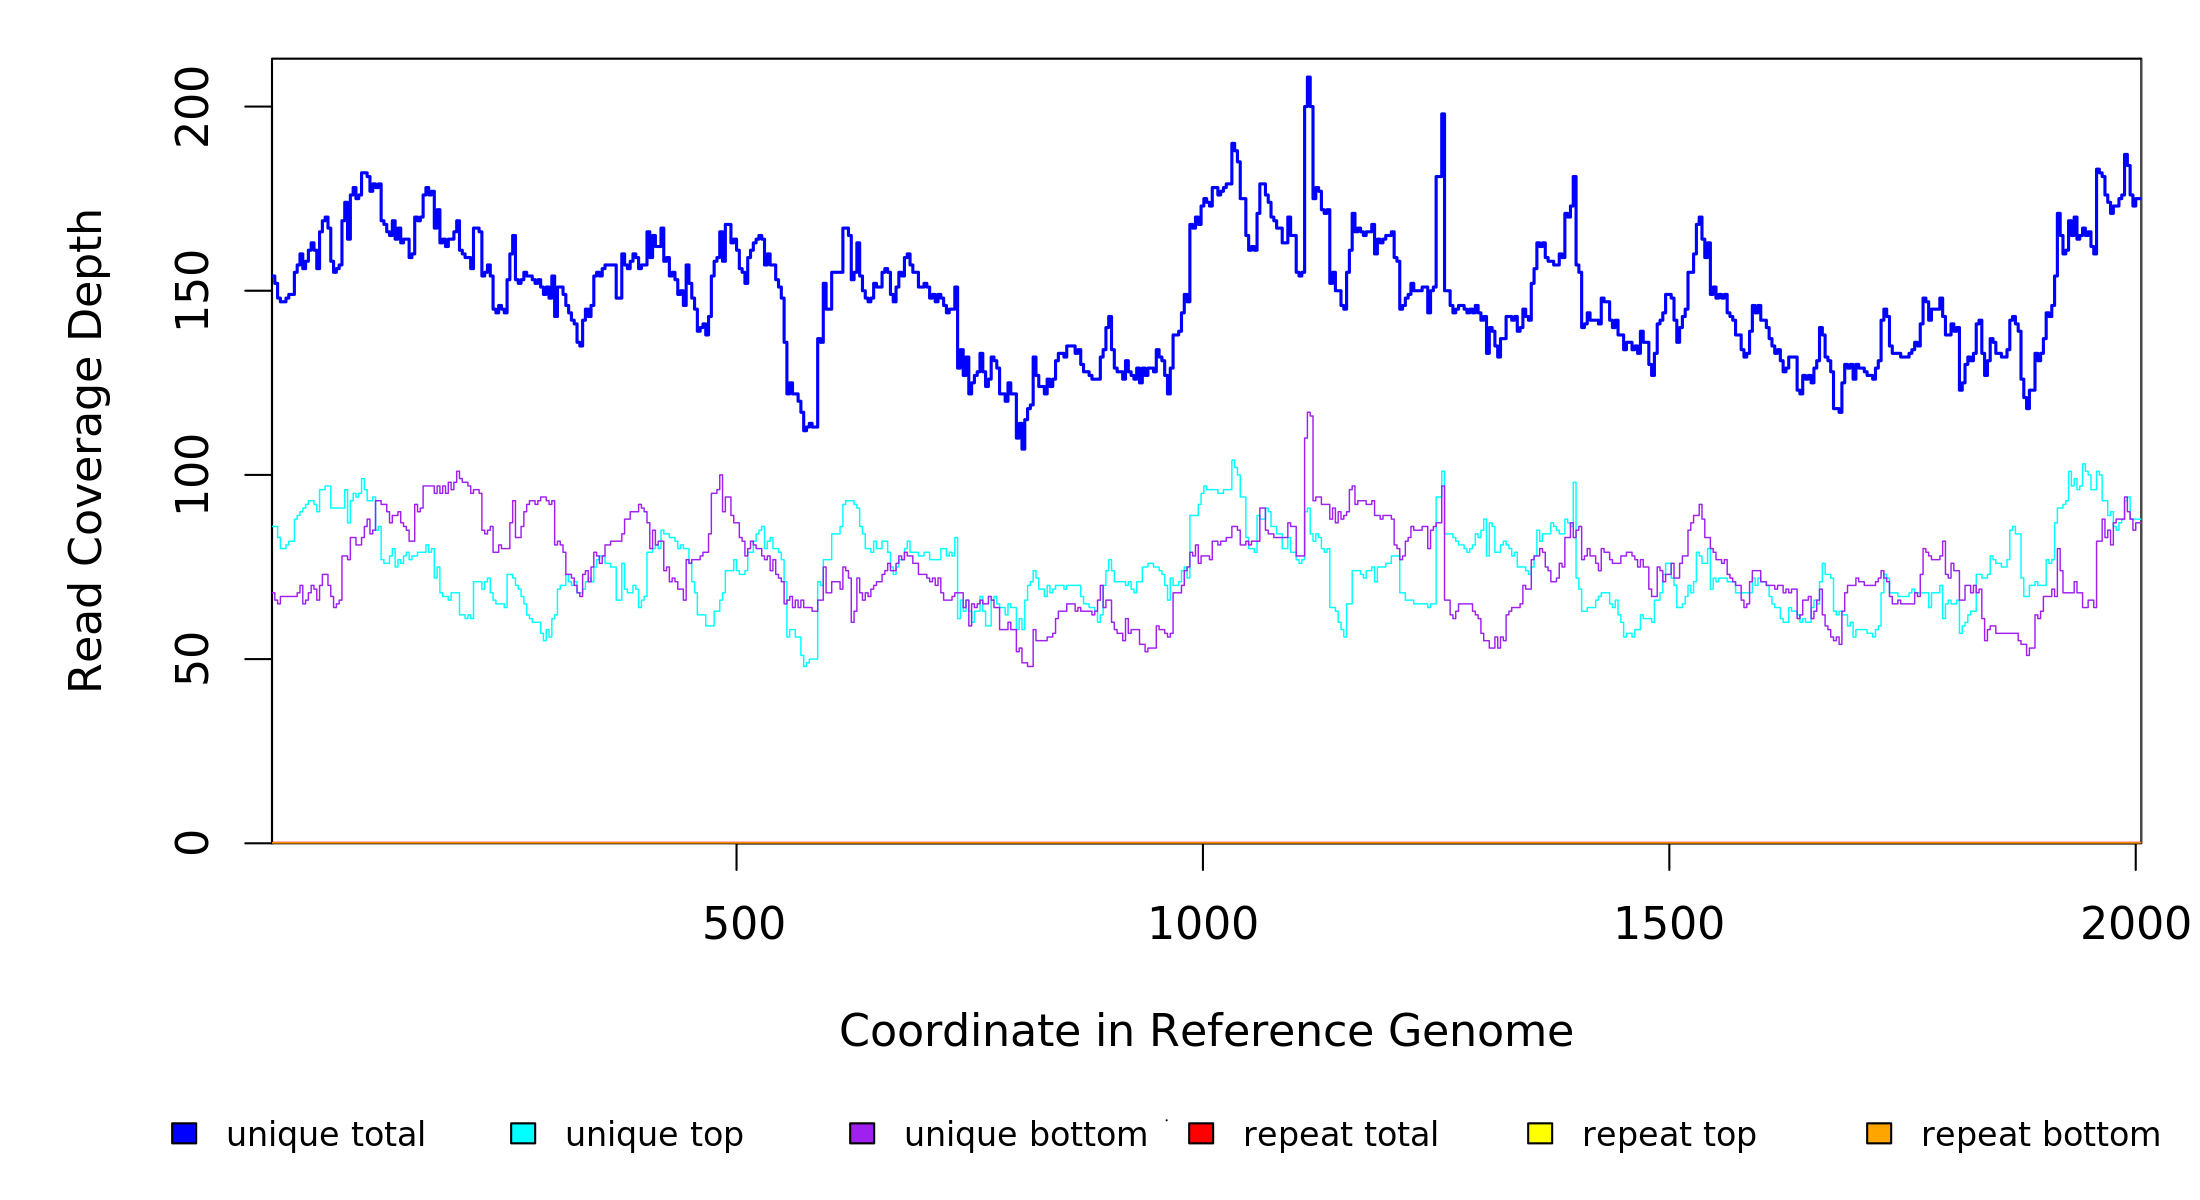 Read Coverage Depth
200
150
100
50
0
500 1000 1500 2000
Coordinate in Reference Genome
unique total unique top unique bottom repeat total repeat top repeat bottom